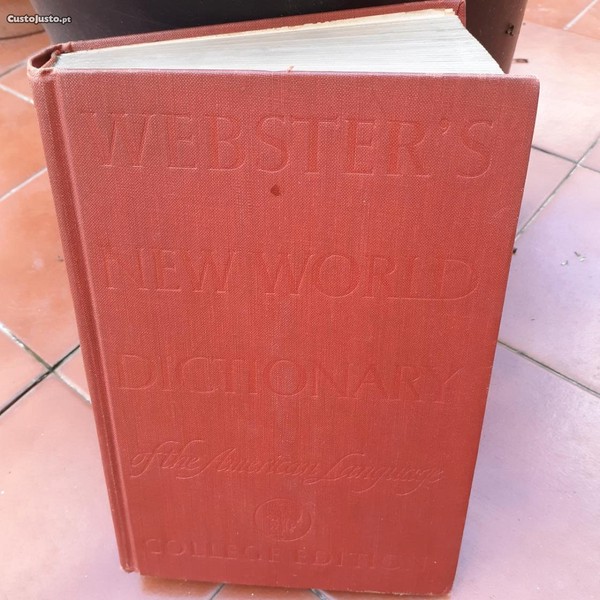 CustoJusto.pt
WEBSTER'S
NEW WORLD
DICTIONARY
of the American Language
COLLEGE EDITION